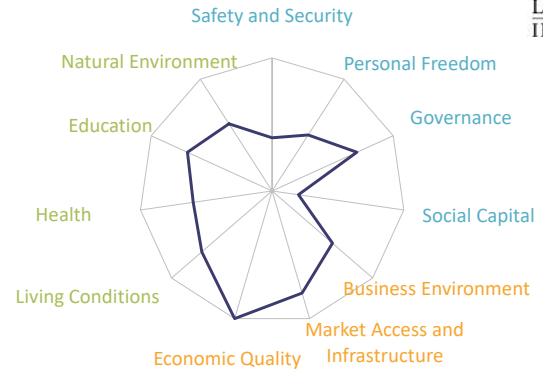 Safety and Security
Natural Environment
Personal Freedom
Education
Governance
Health
Social Capital
Business Environment
Living Conditions
Market Access and
Infrastructure
Economic Quality